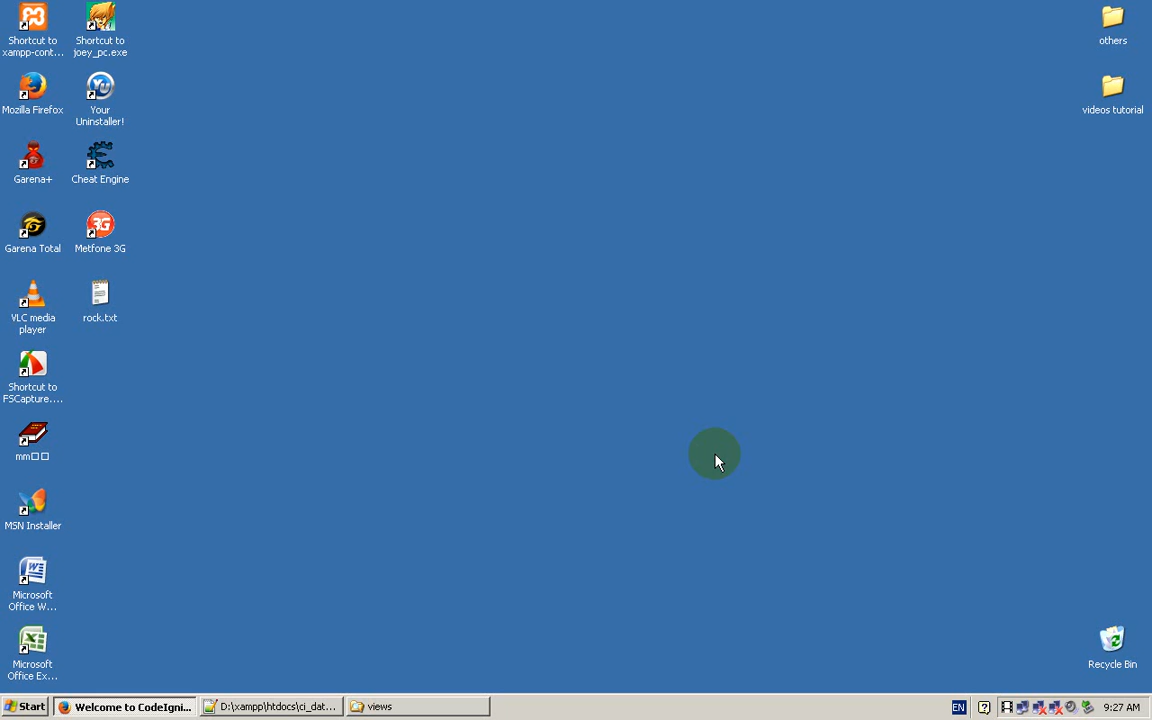 Shortcut to
xampp-cont...
Shortcut to
joey_pc.exe
Mozilla Firefox
Your
Uninstaller!
Garena+
Cheat Engine
Garena Total
Metfone 3G
VLC media
player
rock.txt
Shortcut to
FSCapture....
mm□□
MSN Installer
Microsoft
Office W...
Microsoft
Office Ex...
others
videos tutorial
Recycle Bin
Start
Welcome to CodeIgni...
D:\xampp\htdocs\ci_dat...
views
EN
9:27 AM